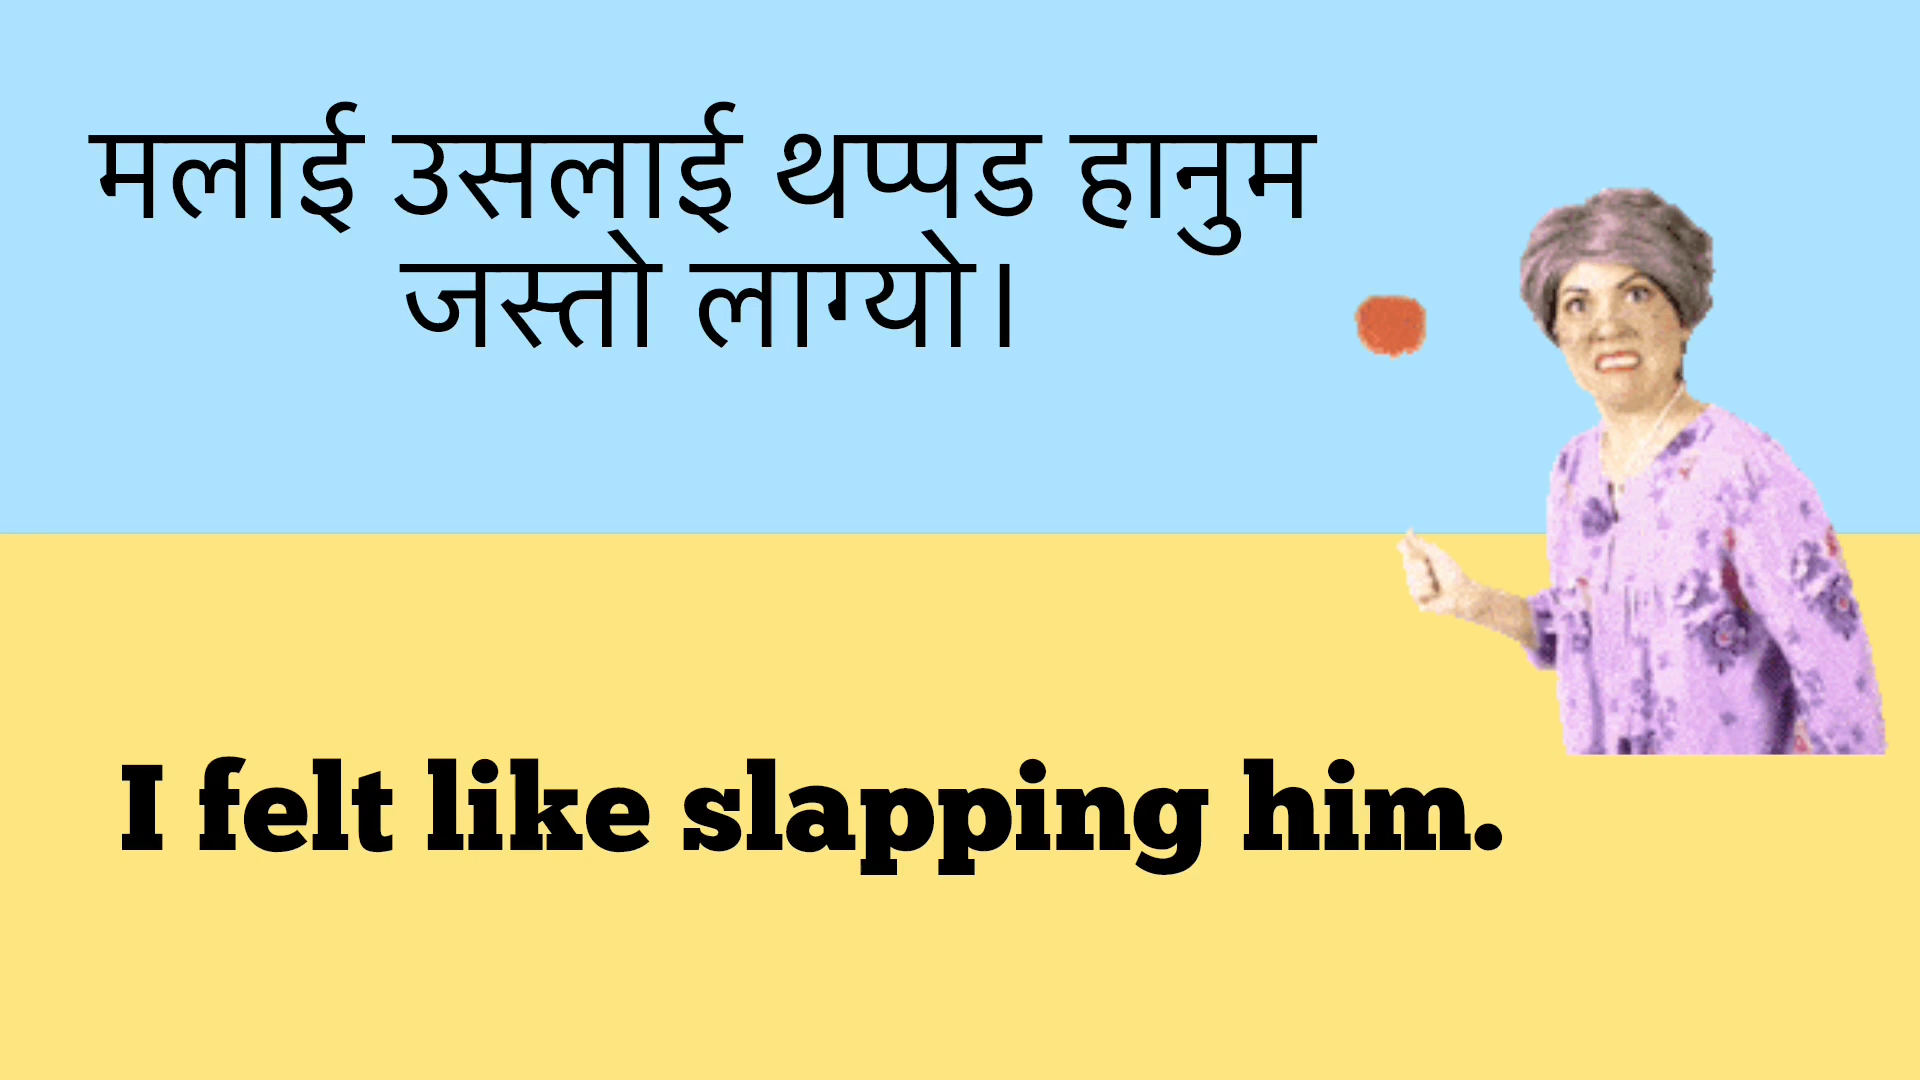 मलाई उसलाई थप्पड हानुम
जस्तो लाग्यो।
I felt like slapping him.